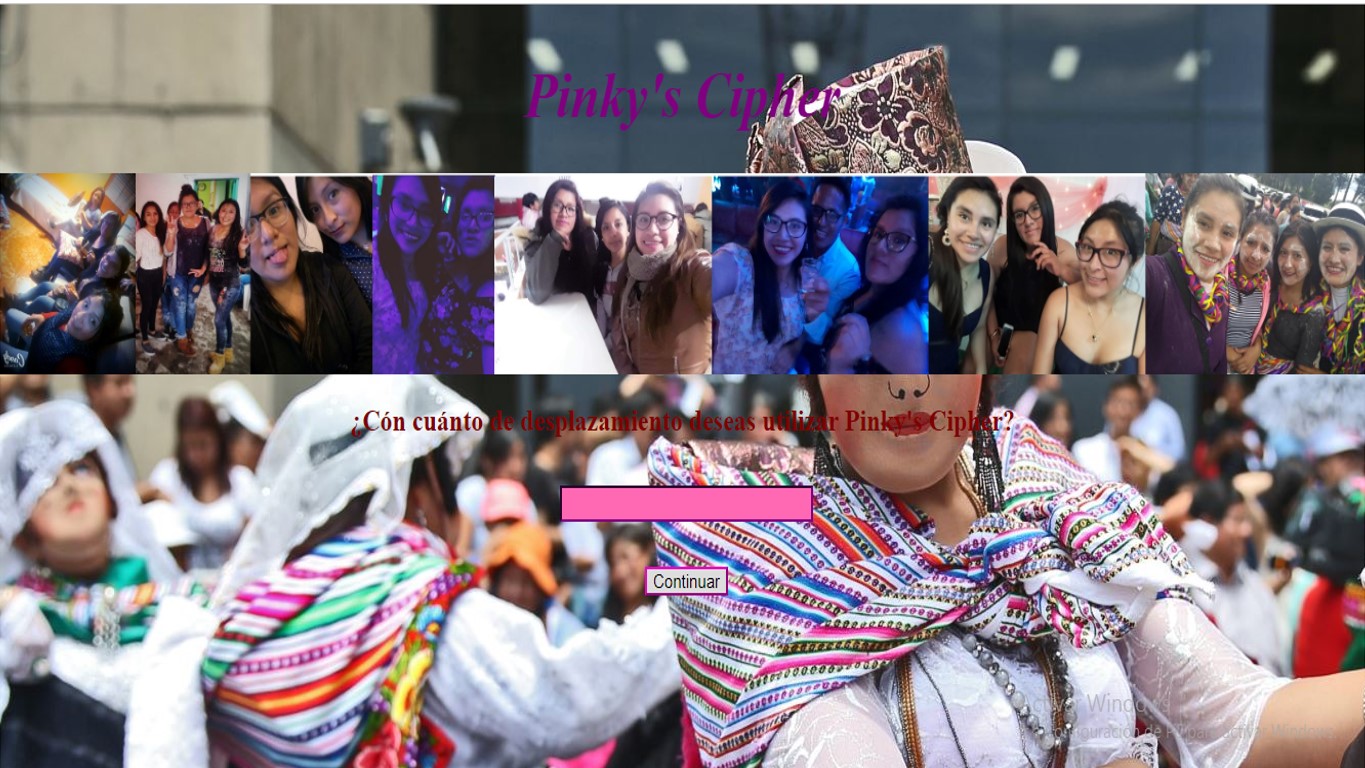 Pinky's Cipher
¿Cón cuánto de desplazamiento deseas utilizar Pinky's Cipher?
Continuar